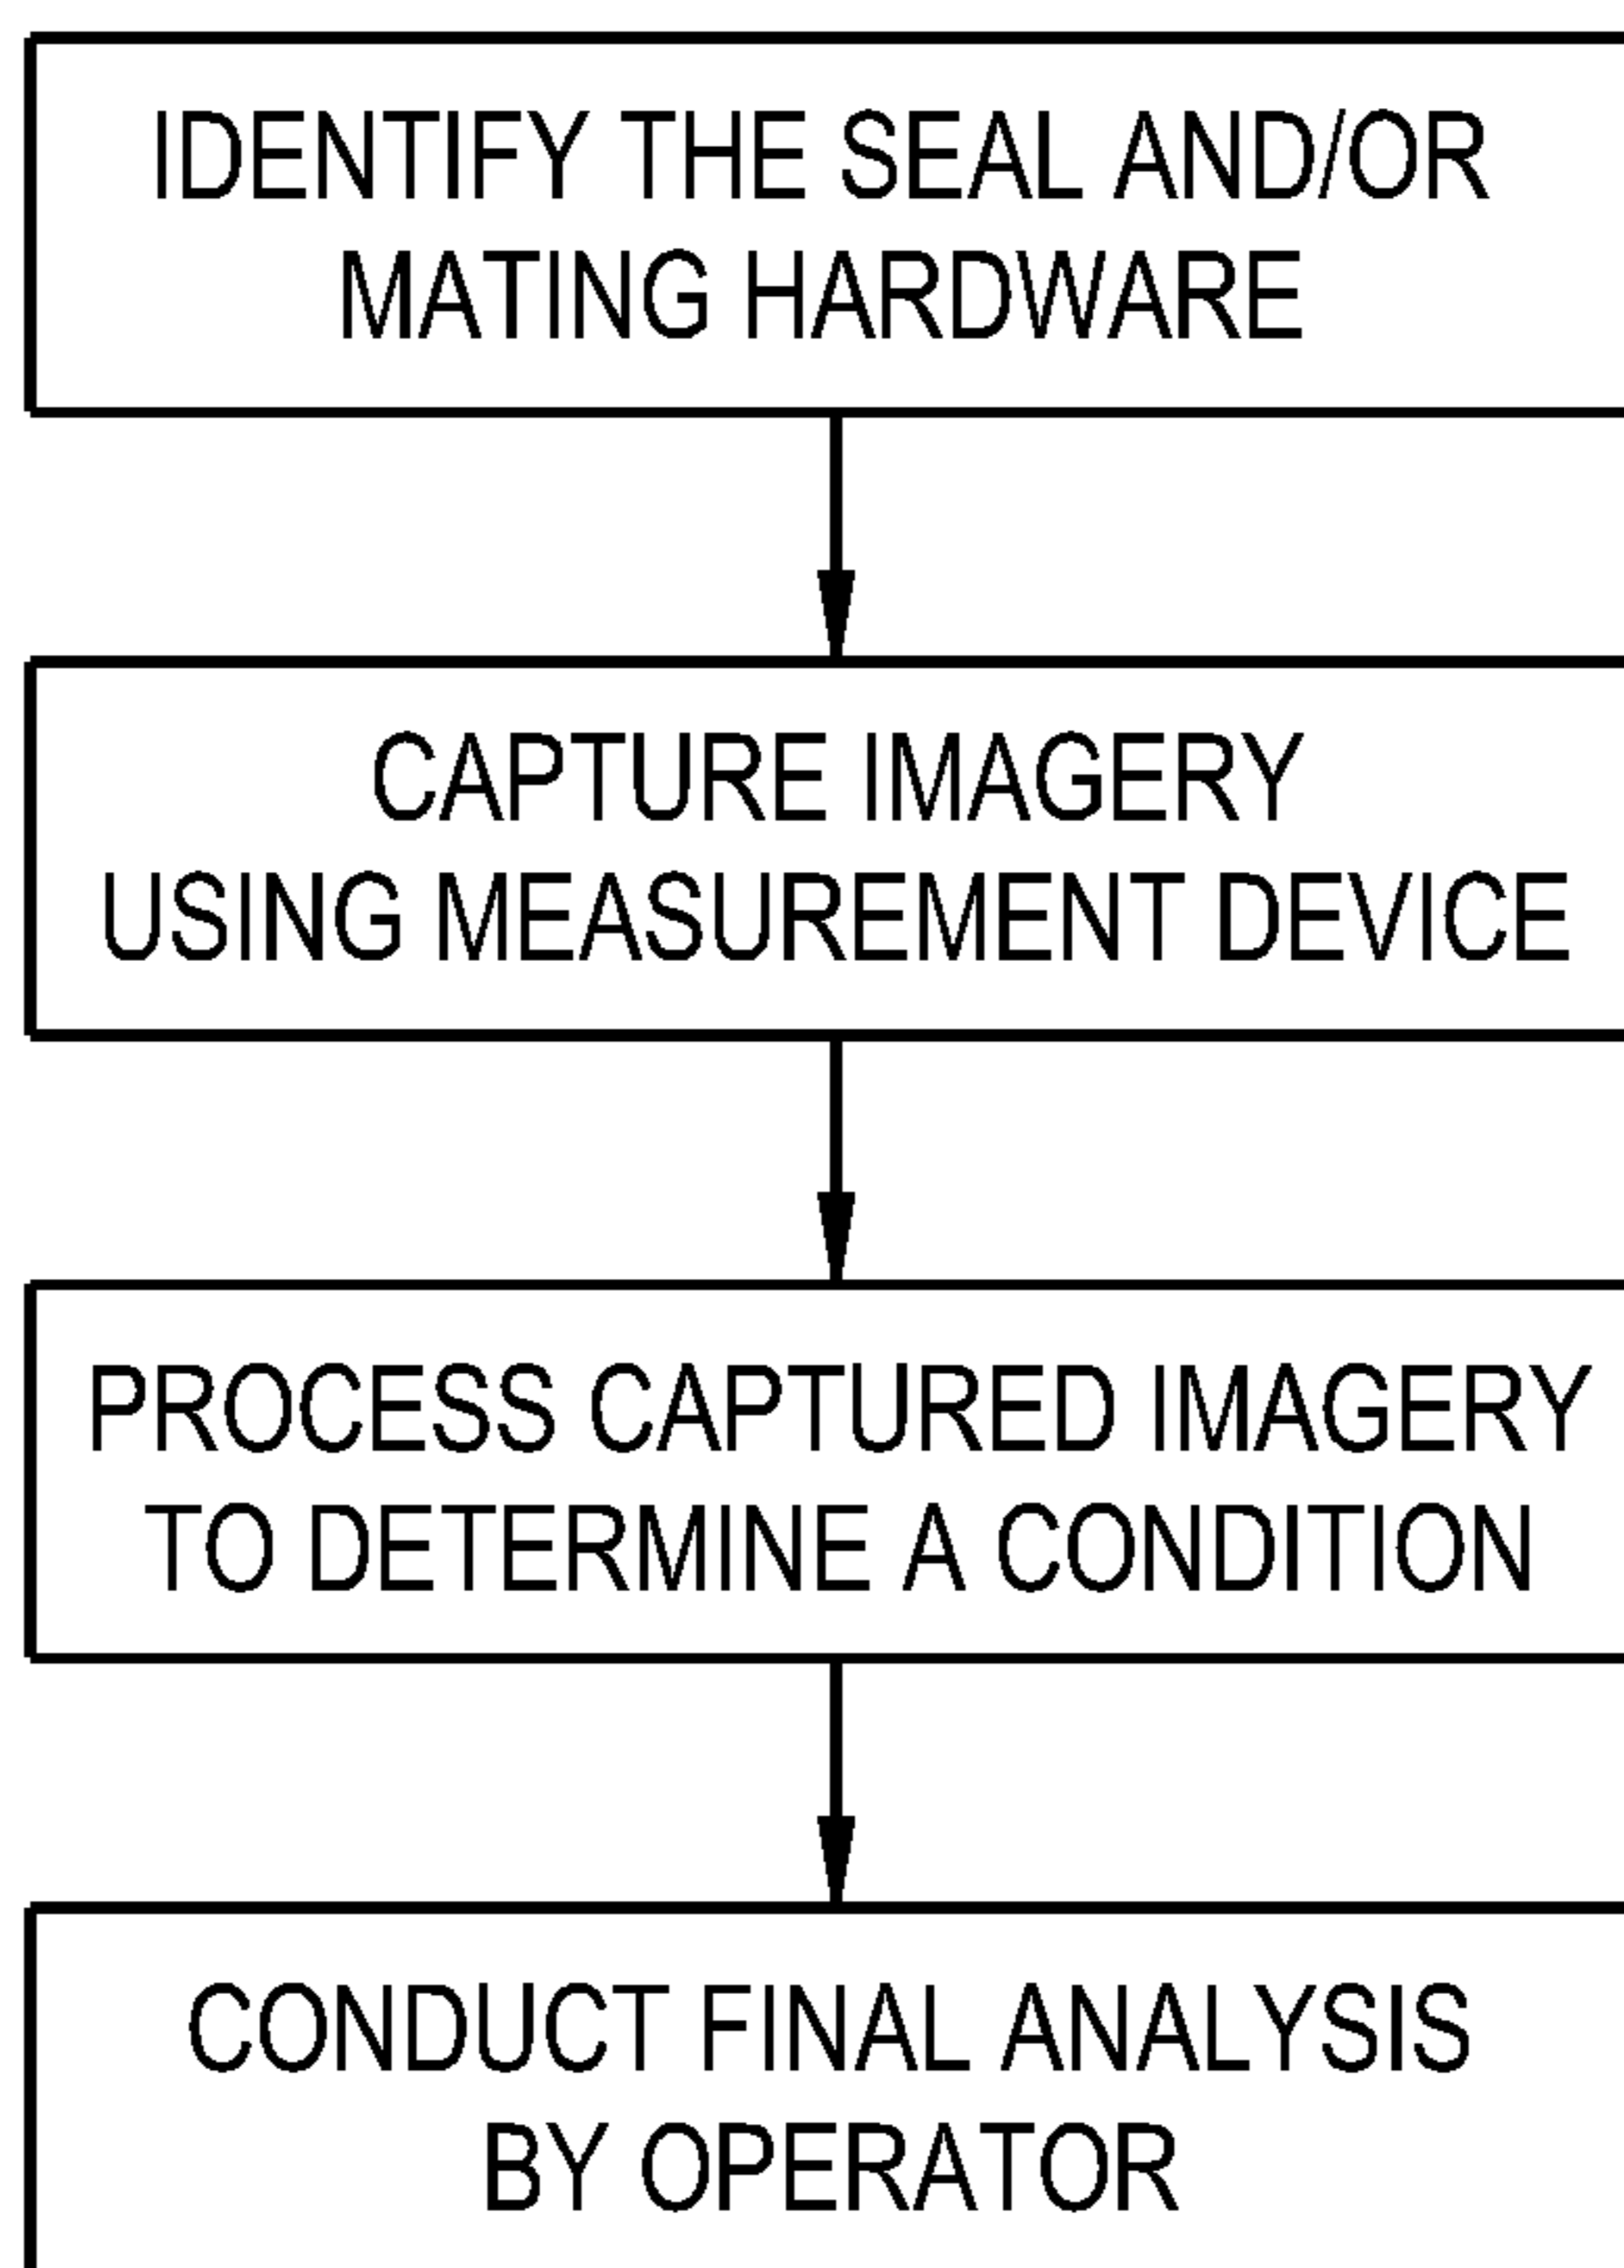 IDENTIFY THE SEAL AND/OR
MATING HARDWARE
CAPTURE IMAGERY
USING MEASUREMENT DEVICE
PROCESS CAPTURED IMAGERY
TO DETERMINE A CONDITION
CONDUCT FINAL ANALYSIS
BY OPERATOR